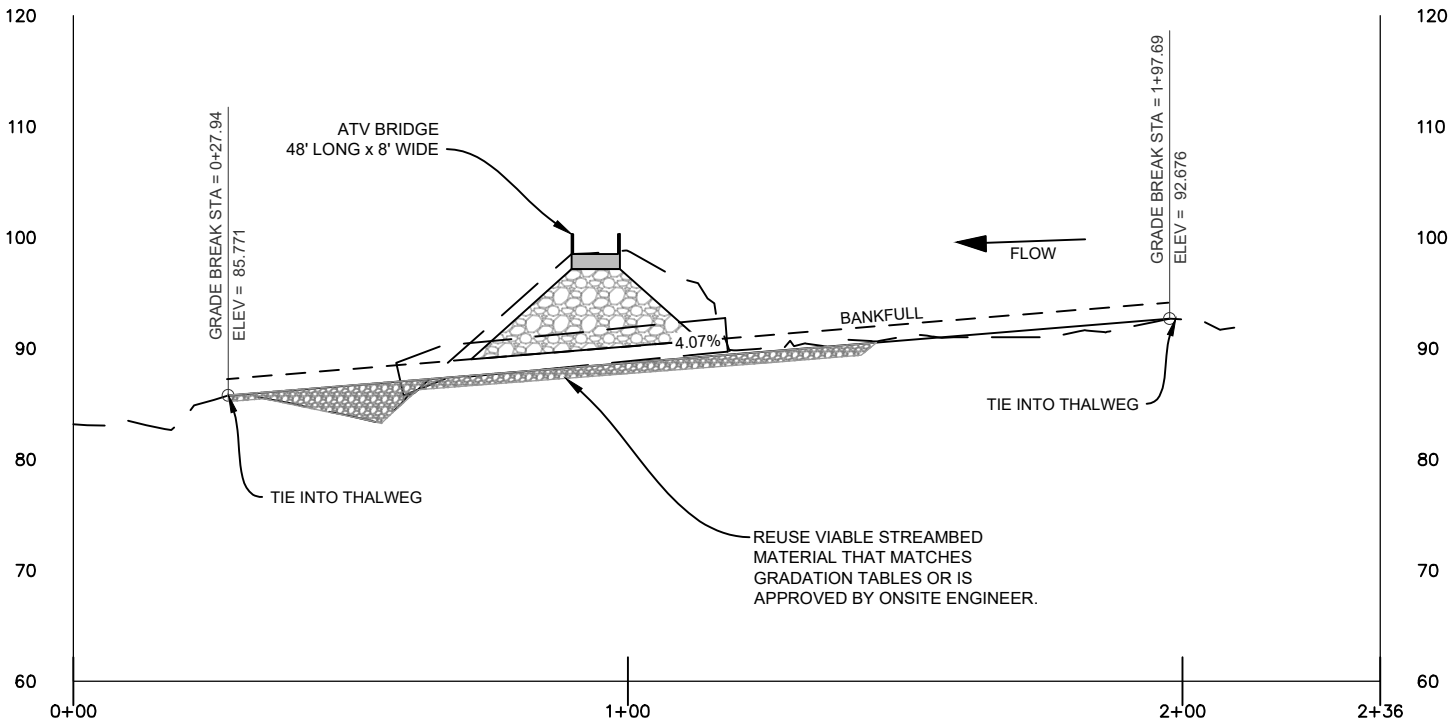 120
120
GRADE BREAK STA = 0+27.94
ELEV = 85.771
GRADE BREAK STA = 1+97.69
ELEV = 92.676
110
110
ATV BRIDGE
48' LONG x 8' WIDE
100
100
FLOW
BANKFULL
4.07%
90
90
TIE INTO THALWEG
80
80
TIE INTO THALWEG
REUSE VIABLE STREAMBED
MATERIAL THAT MATCHES
GRADATION TABLES OR IS
APPROVED BY ONSITE ENGINEER.
70
70
60
60
0+00
1+00
2+00
2+36